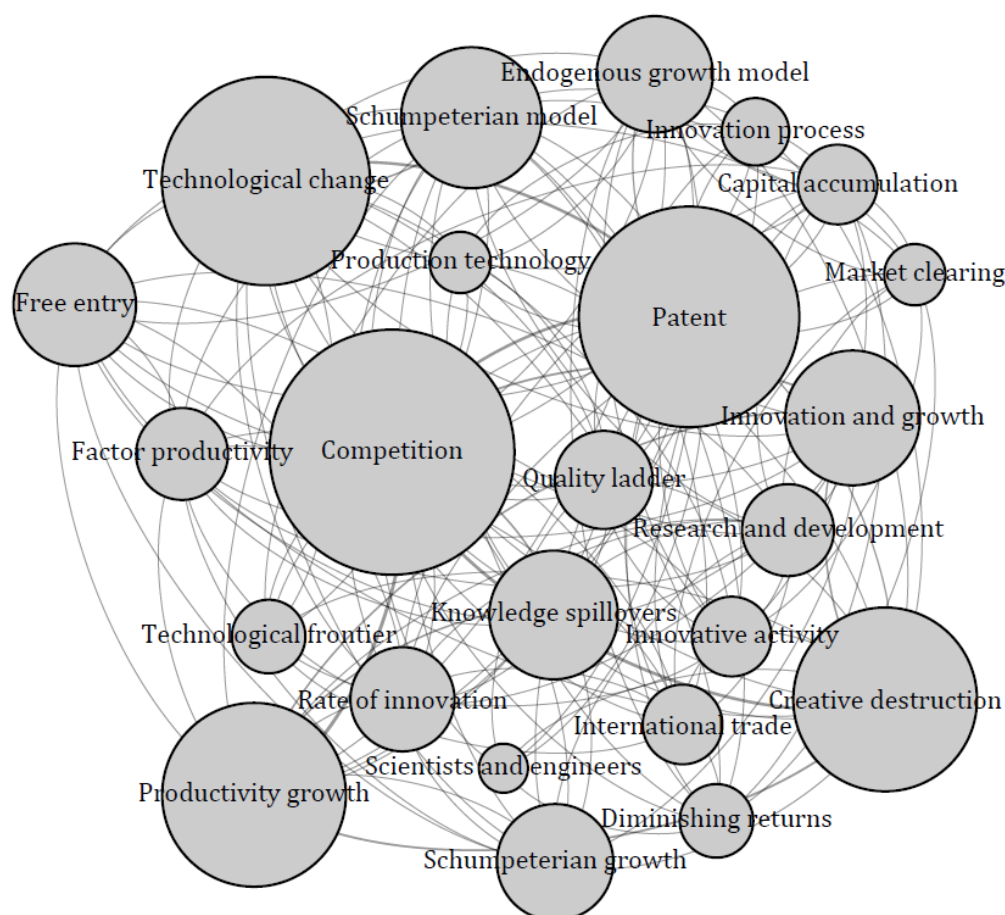 Endogenous growth model
Schumpeterian model
Innovation process
Technological change
Capital accumulation
Production technology
Market clearing
Free entry
Patent
Innovation and growth
Factor productivity
Competition
Quality ladder
Research and development
Knowledge spillovers
Technological frontier
Innovative activity
Rate of innovation
Creative destruction
International trade
Scientists and engineers
Productivity growth
Diminishing returns
Schumpeterian growth